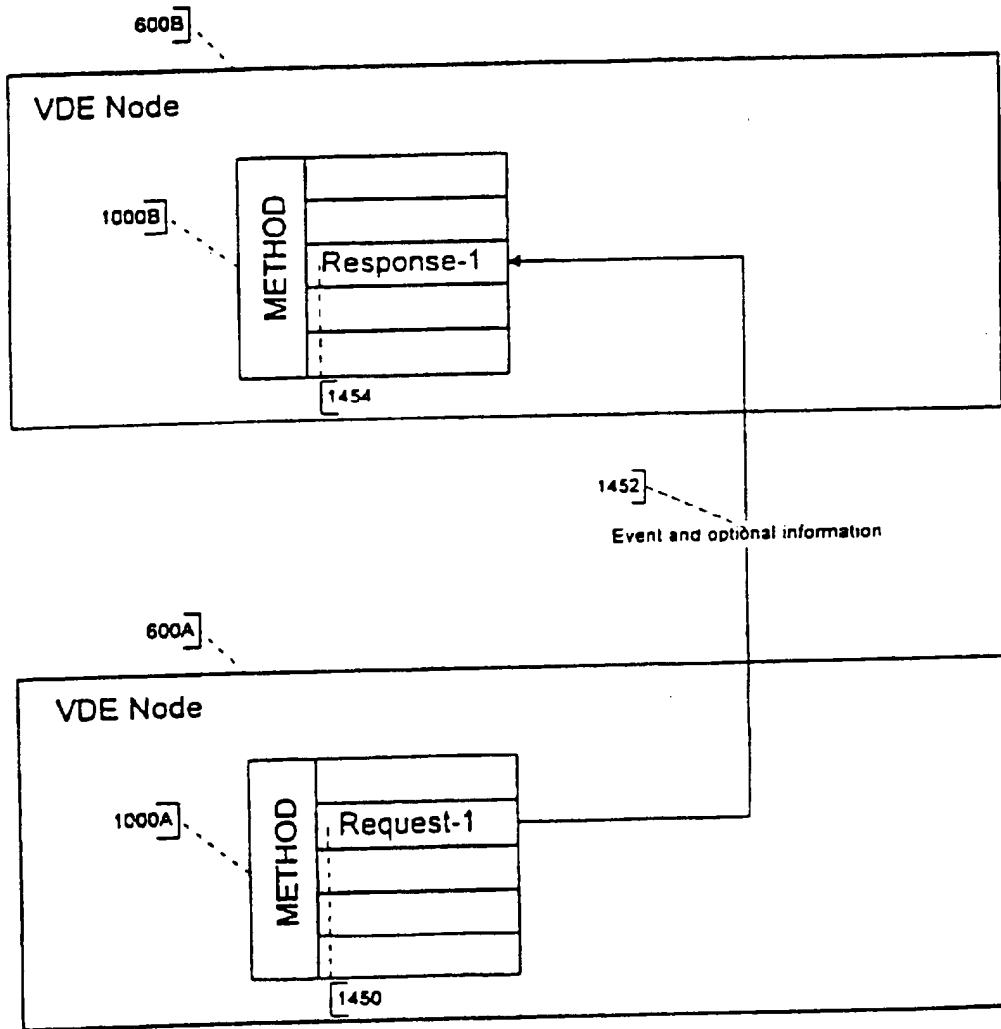 600B
VDE Node
1000B
METHOD
Response-1
1454
1452
Event and optional information
600A
VDE Node
1000A
METHOD
Request-1
1450